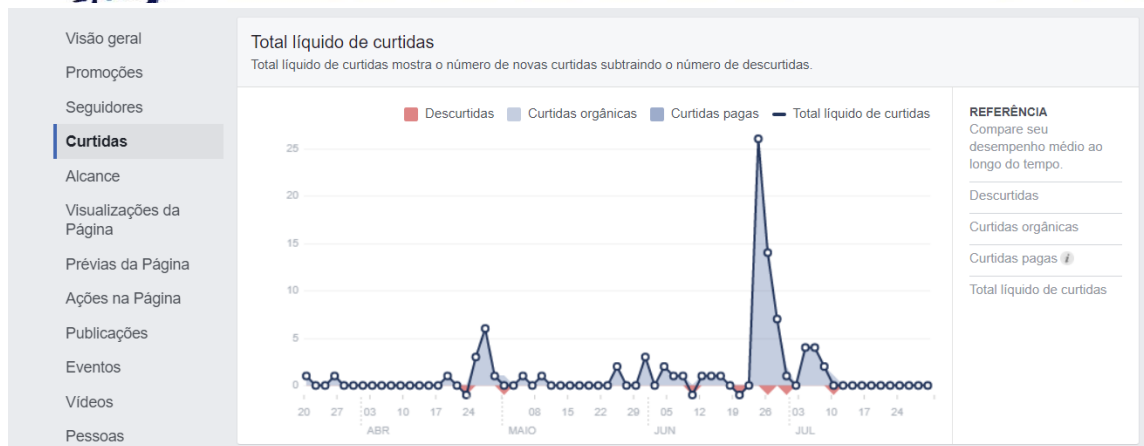 Visão geral
Promoções
Seguidores
Curtidas
Alcance
Visualizações da
Página
Prévias da Página
Ações na Página
Publicações
Eventos
Vídeos
Pessoas
Total líquido de curtidas
Total líquido de curtidas mostra o número de novas curtidas subtraindo o número de descurtidas.
Descurtidas Curtidas orgânicas Curtidas pagas Total líquido de curtidas
25
20
15
10
5
0
20 27 03 10 17 24 08 15 22 29 05 12 19 26 03 10 17 24
ABR MAIO JUN JUL
REFERÊNCIA
Compare seu
desempenho médio ao
longo do tempo.
Descurtidas
Curtidas orgânicas
Curtidas pagas i
Total líquido de curtidas